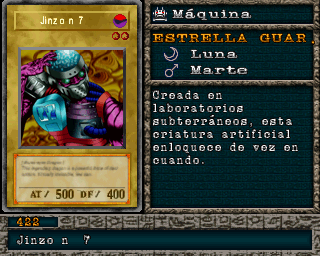 Jinzo n 7
AT/ 500 DF/ 400
Máquina
ESTRELLA GUAR.
Luna
Marte
Creada en
laboratorios
subterráneos, esta
criatura artificial
enloquece de vez en
cuando.
422
Jinzo n 7